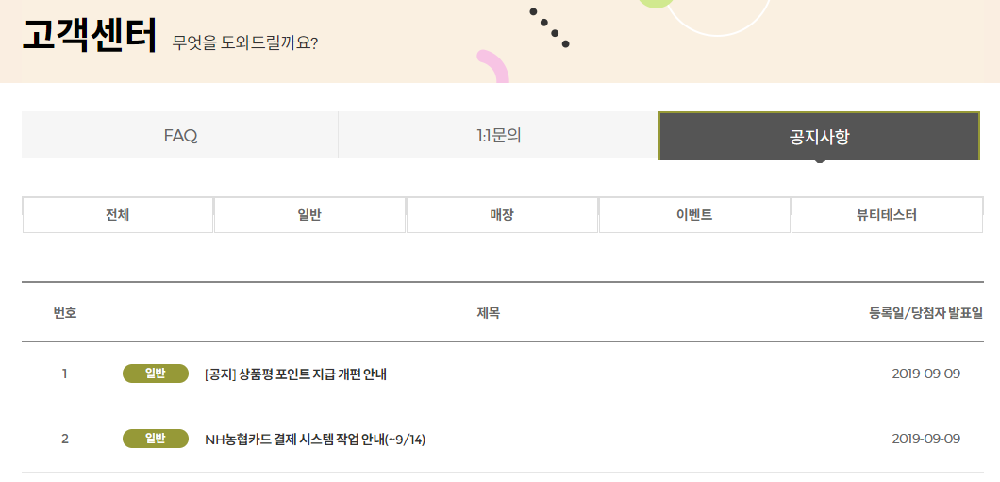 고객센터 무엇을 도와드릴까요?
FAQ 1:1문의 공지사항
전체 일반 매장 이벤트 뷰티테스터
번호 제목 등록일/당첨자 발표일
1 일반 [공지] 상품평 포인트 지급 개편 안내 2019-09-09
2 일반 NH농협카드 결제 시스템 작업 안내(~9/14) 2019-09-09